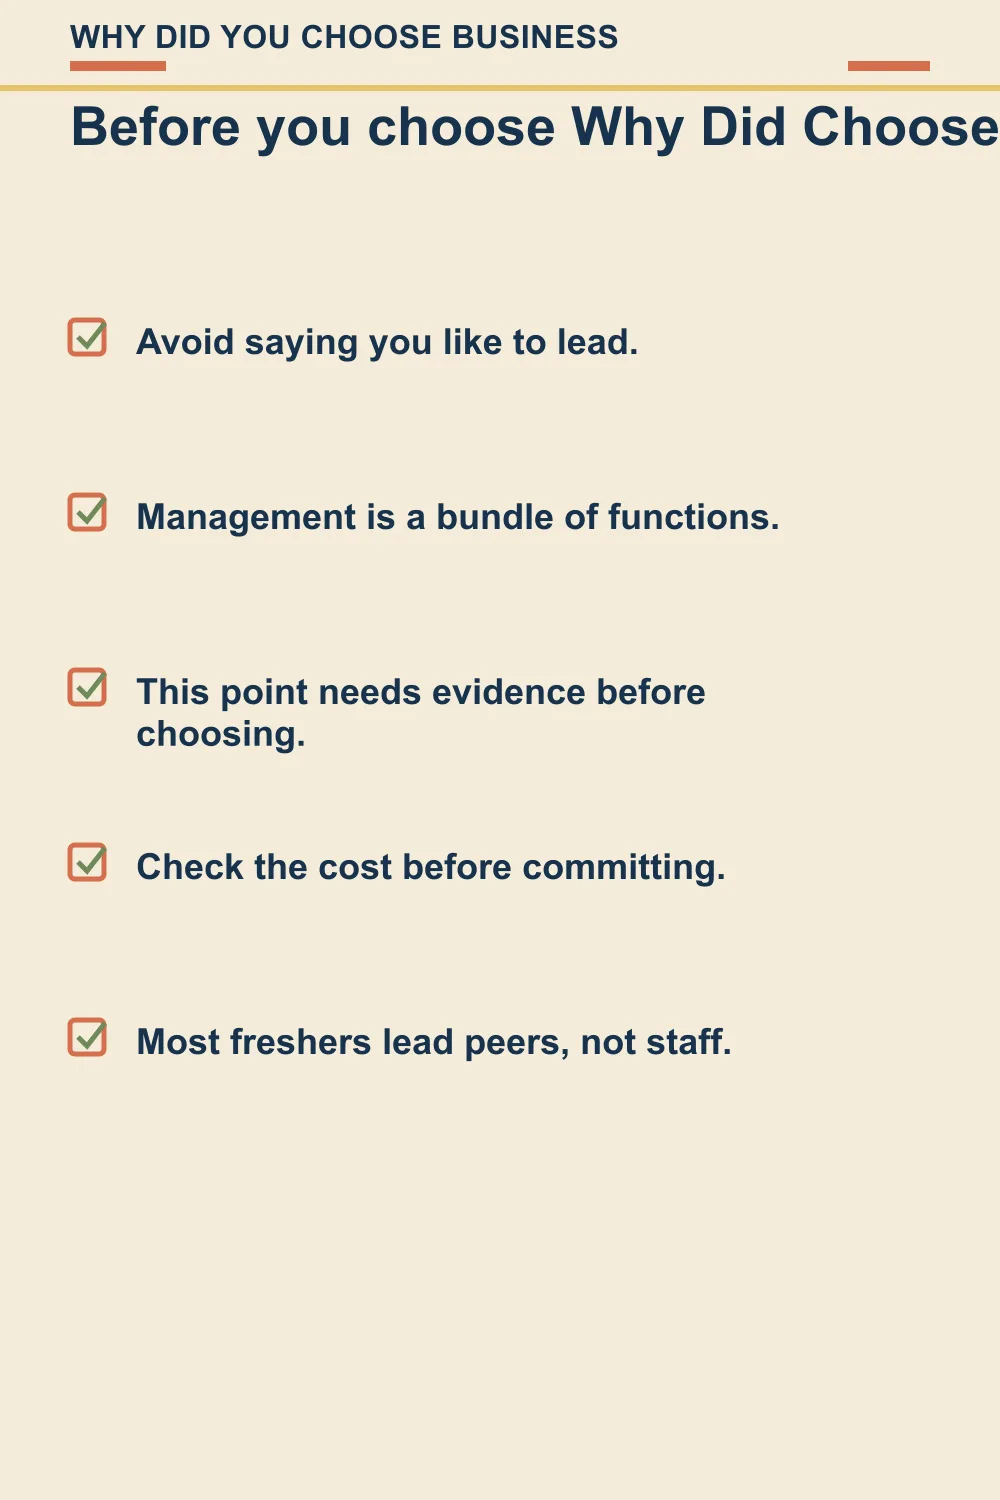 WHY DID YOU CHOOSE BUSINESS
Before you choose Why Did Choose
Avoid saying you like to lead.
Management is a bundle of functions.
This point needs evidence before
choosing.
Check the cost before committing.
Most freshers lead peers, not staff.